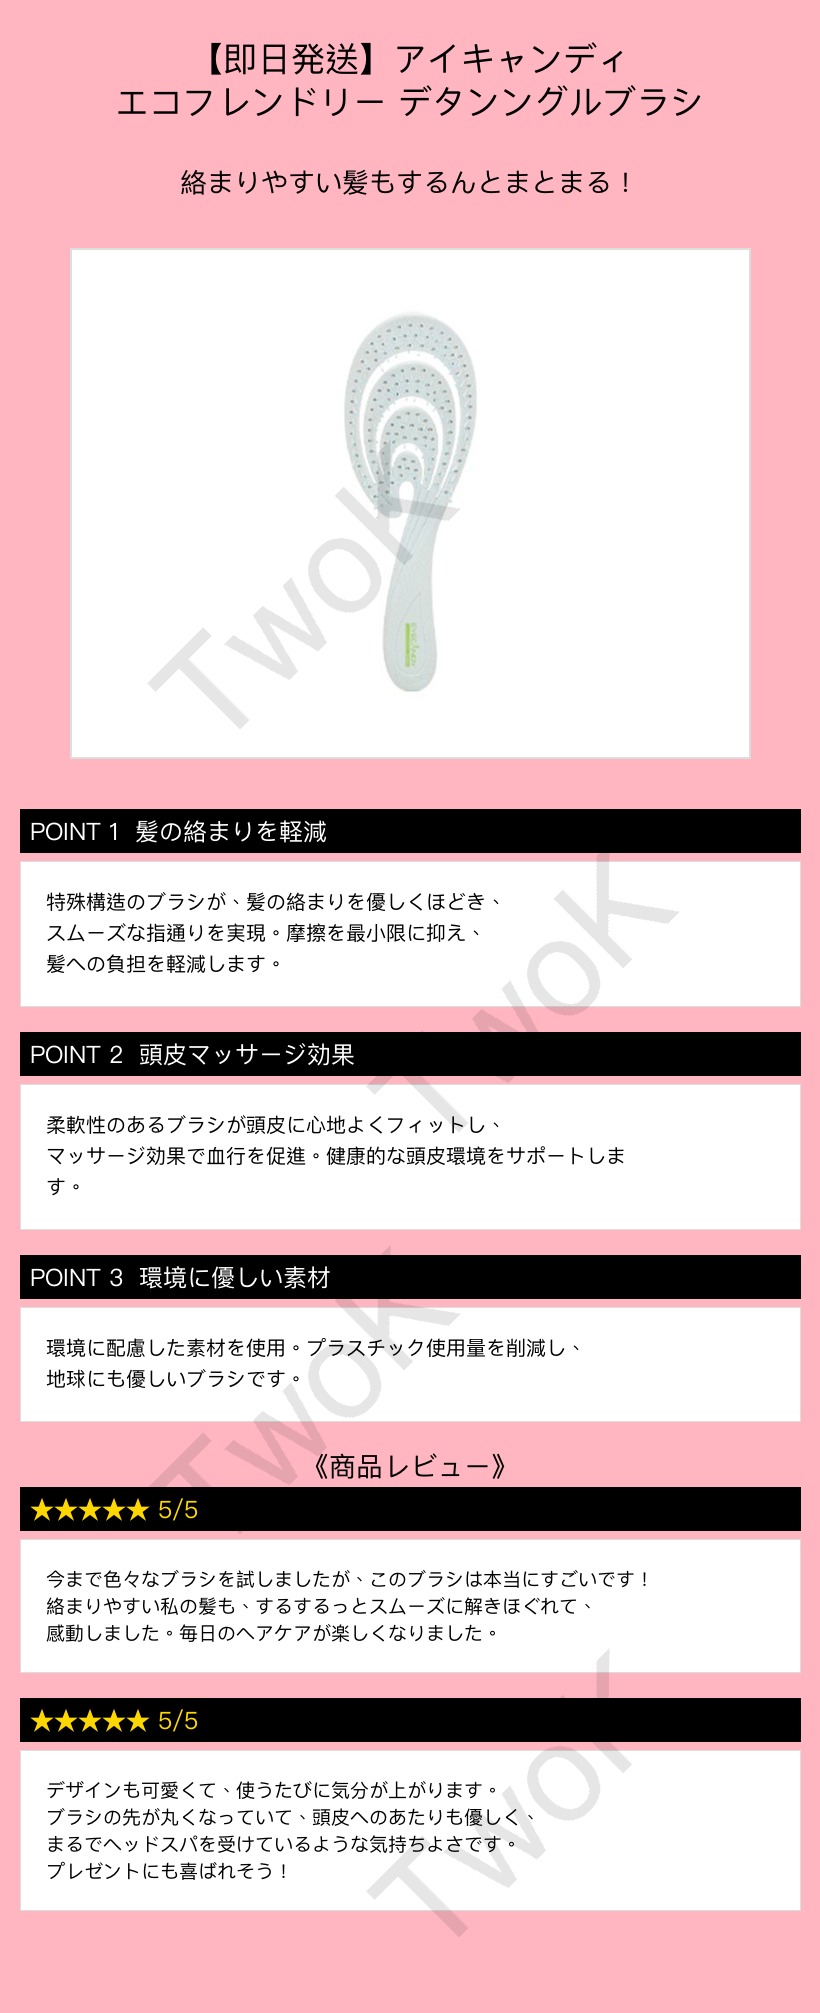 【即日発送】アイキャンディ
エコフレンドリー デタンングルブラシ
絡まりやすい髪もするんとまとまる！
TwoK
POINT 1 髪の絡まりを軽減
特殊構造のブラシが、髪の絡まりを優しくほどき、
スムーズな指通りを実現。摩擦を最小限に抑え、
髪への負担を軽減します。
TwoK
POINT 2 頭皮マッサージ効果
柔軟性のあるブラシが頭皮に心地よくフィットし、
マッサージ効果で血行を促進。健康的な頭皮環境をサポートしま
す。
POINT 3 環境に優しい素材
環境に配慮した素材を使用。プラスチック使用量を削減し、
地球にも優しいブラシです。
TwoK
《商品レビュー》
★★★★★ 5/5
今まで色々なブラシを試しましたが、このブラシは本当にすごいです！
絡まりやすい私の髪も、するするっとスムーズに解きほぐれて、
感動しました。毎日のヘアケアが楽しくなりました。
★★★★★ 5/5
デザインも可愛くて、使うたびに気分が上がります。
ブラシの先が丸くなっていて、頭皮へのあたりも優しく、
まるでヘッドスパを受けているような気持ちよさです。
プレゼントにも喜ばれそう！
TwoK